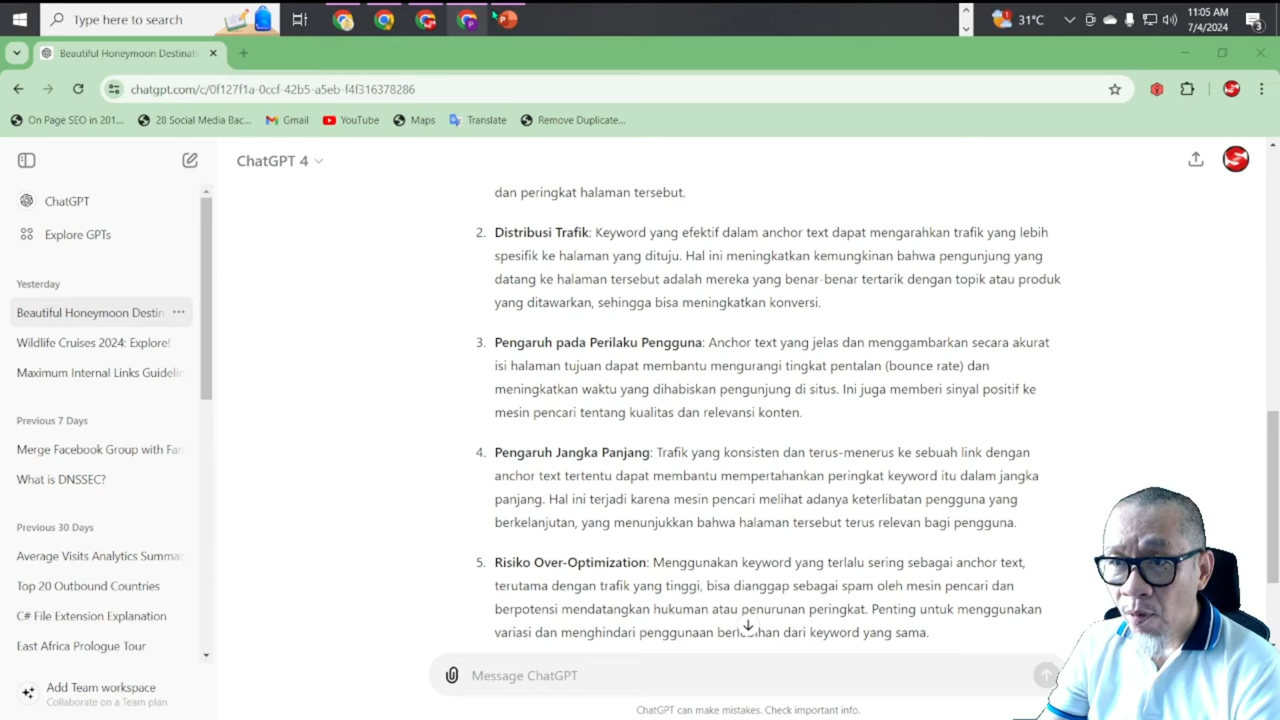 Type here to search
31°C
11:05 AM
7/4/2024
3
Beautiful Honeymoon Destinati
chatgpt.com/c/0f127f1a-0ccf-42b5-a5eb-f4f316378286
On Page SEO in 201...
28 Social Media Bac...
Gmail
YouTube
Maps
Translate
Remove Duplicate...
ChatGPT 4
ChatGPT
Explore GPTs
Yesterday
Beautiful Honeymoon Destin
Wildlife Cruises 2024: Explore!
Maximum Internal Links Guidelin
Previous 7 Days
Merge Facebook Group with Fan
What is DNSSEC?
Previous 30 Days
Average Visits Analytics Summa
Top 20 Outbound Countries
C# File Extension Explanation
East Africa Prologue Tour
Add Team workspace
Collaborate on a Team plan
dan peringkat halaman tersebut.
2. Distribusi Trafik: Keyword yang efektif dalam anchor text dapat mengarahkan trafik yang lebih
spesifik ke halaman yang dituju. Hal ini meningkatkan kemungkinan bahwa pengunjung yang
datang ke halaman tersebut adalah mereka yang benar-benar tertarik dengan topik atau produk
yang ditawarkan, sehingga bisa meningkatkan konversi.
3. Pengaruh pada Perilaku Pengguna: Anchor text yang jelas dan menggambarkan secara akurat
isi halaman tujuan dapat membantu mengurangi tingkat pentalan (bounce rate) dan
meningkatkan waktu yang dihabiskan pengunjung di situs. Ini juga memberi sinyal positif ke
mesin pencari tentang kualitas dan relevansi konten.
4. Pengaruh Jangka Panjang: Trafik yang konsisten dan terus-menerus ke sebuah link dengan
anchor text tertentu dapat membantu mempertahankan peringkat keyword itu dalam jangka
panjang. Hal ini terjadi karena mesin pencari melihat adanya keterlibatan pengguna yang
berkelanjutan, yang menunjukkan bahwa halaman tersebut terus relevan bagi pengguna.
5. Risiko Over-Optimization: Menggunakan keyword yang terlalu sering sebagai anchor text,
terutama dengan trafik yang tinggi, bisa dianggap sebagai spam oleh mesin pencari dan
berpotensi mendatangkan hukuman atau penurunan peringkat. Penting untuk menggunakan
variasi dan menghindari penggunaan berlebihan dari keyword yang sama.
Message ChatGPT
ChatGPT can make mistakes. Check important info.